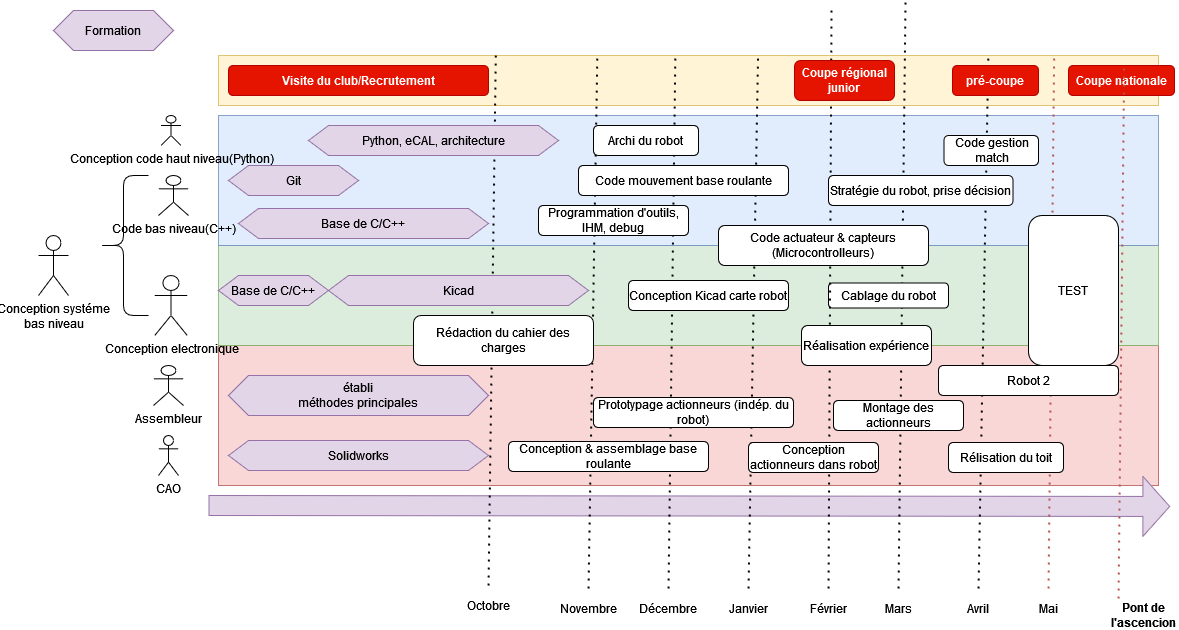 Formation
Visite du club/Recrutement
Coupe régional
junior
pré-coupe
Coupe nationale
Conception code haut niveau(Python)
Python, eCAL, architecture
Archi du robot
Code gestion
match
Git
Code mouvement base roulante
Stratégie du robot, prise décision
Code bas niveau(C++)
Base de C/C++
Programmation d'outils,
IHM, debug
Code actuateur & capteurs
(Microcontrolleurs)
Conception systéme
bas niveau
Base de C/C++
Kicad
Conception Kicad carte robot
Cablage du robot
TEST
Conception electronique
Rédaction du cahier des
charges
Réalisation expérience
Robot 2
Assembleur
établi
méthodes principales
Prototypage actionneurs (indép. du
robot)
Montage des
actionneurs
CAO
Solidworks
Conception & assemblage base
roulante
Conception
actionneurs dans robot
Rélisation du toit
Octobre
Novembre
Décembre
Janvier
Février
Mars
Avril
Mai
Pont de
l'ascencion